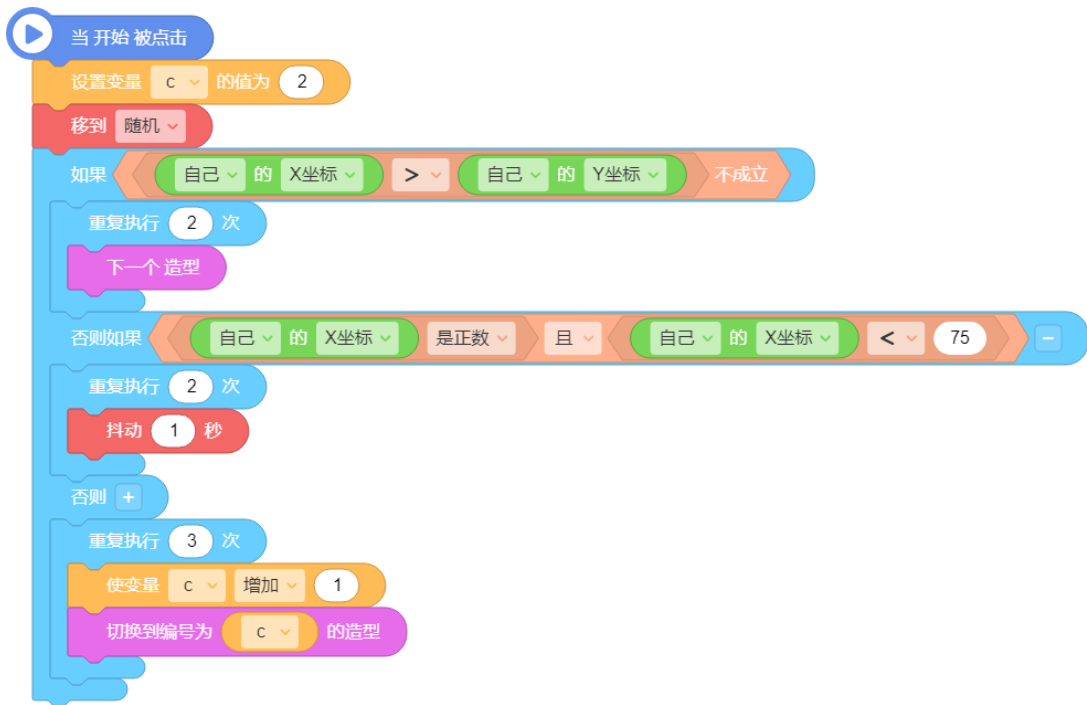 当 开始 被点击
设置变量 c 的值为 2
移到 随机
如果 自己 的 X坐标 > 自己 的 Y坐标 不成立
重复执行 2 次
下一个 造型
否则如果 自己 的 X坐标 是正数 且 自己 的 X坐标 < 75 -
重复执行 2 次
抖动 1 秒
否则 +
重复执行 3 次
使变量 c 增加 1
切换到编号为 c 的造型